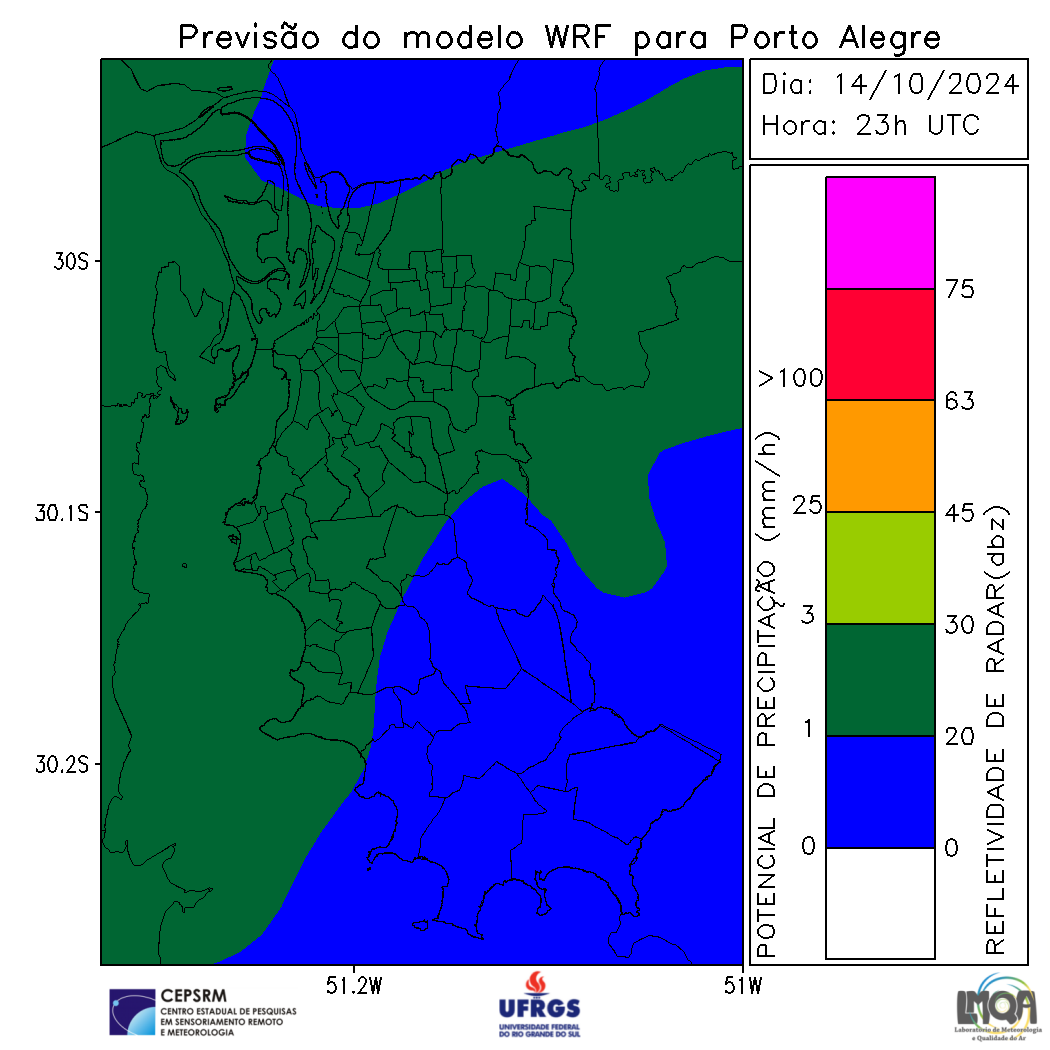 Previsão do modelo WRF para Porto Alegre
Dia: 14/10/2024
Hora: 23h UTC
30S
30.1S
30.2S
51.2W
51W
POTENCIAL DE PRECIPITAÇÃO (mm/h)
>100
25
3
1
0
75
63
45
30
20
0
REFLETIVIDADE DE RADAR(dbz)
CEPSRM
CENTRO ESTADUAL DE PESQUISAS
EM SENSORIAMENTO REMOTO
E METEOROLOGIA
UFRGS
UNIVERSIDADE FEDERAL
DO RIO GRANDE DO SUL
LMQA
Laboratório de Meteorologia
e Qualidade do Ar